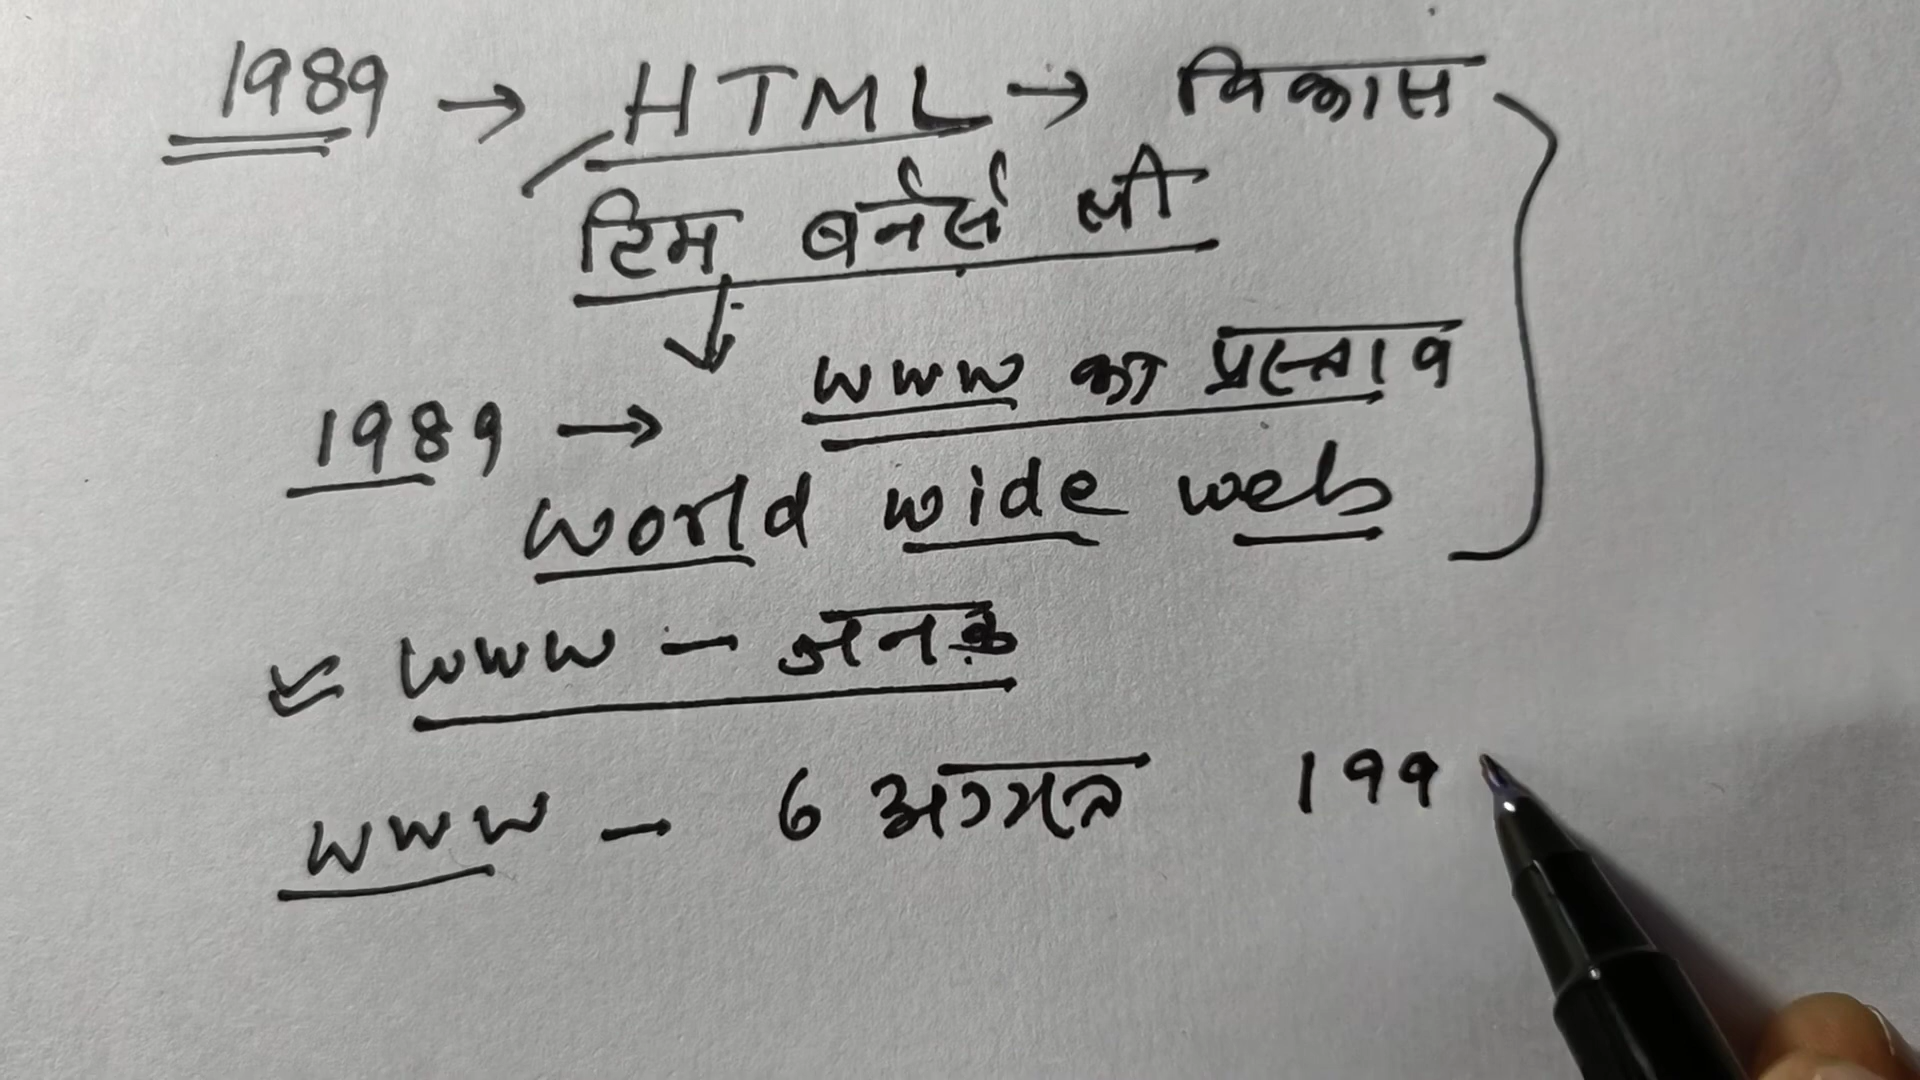 1989 → HTML → विकास
टिम बर्नर्स ली
www का प्रस्ताव
1989 →
world wide web
www - जनक
www - 6 अगस्त 199